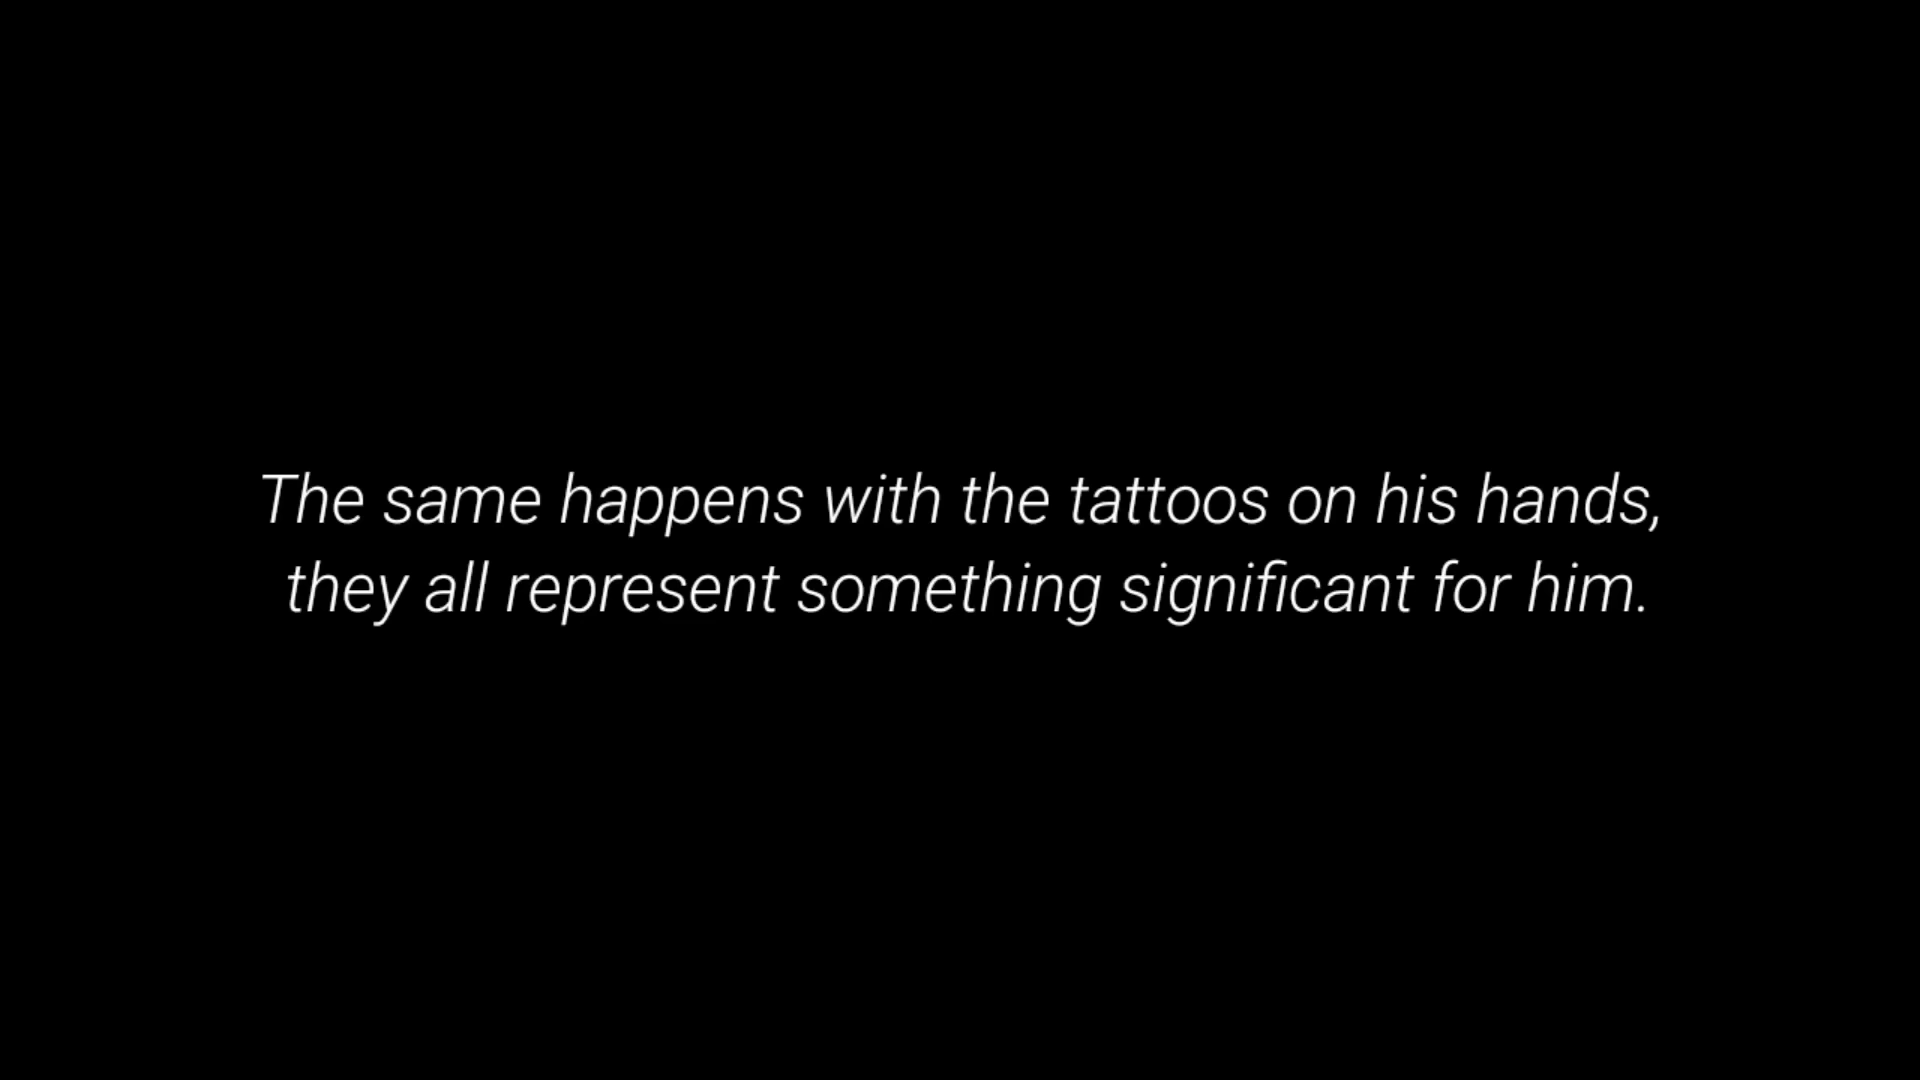 The same happens with the tattoos on his hands,
they all represent something significant for him.